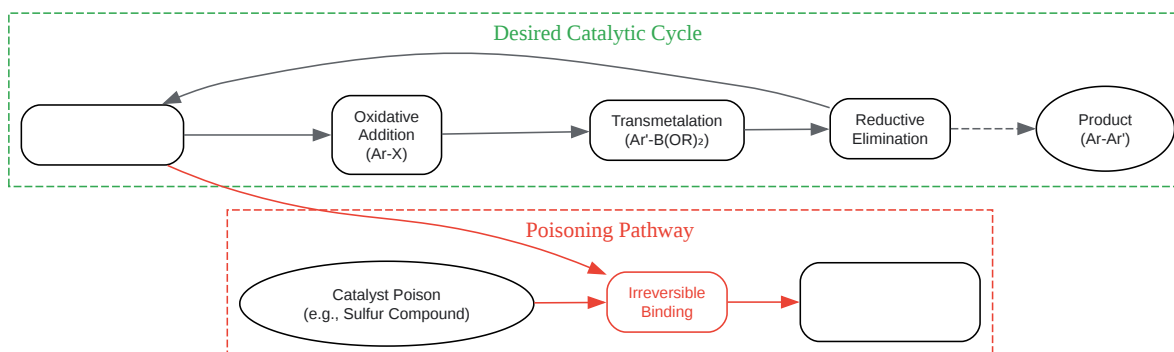 Desired Catalytic Cycle
Oxidative
Addition
(Ar-X)
Transmetalation
(Ar'-B(OR)₂)
Reductive
Elimination
Product
(Ar-Ar')
Poisoning Pathway
Catalyst Poison
(e.g., Sulfur Compound)
Irreversible
Binding